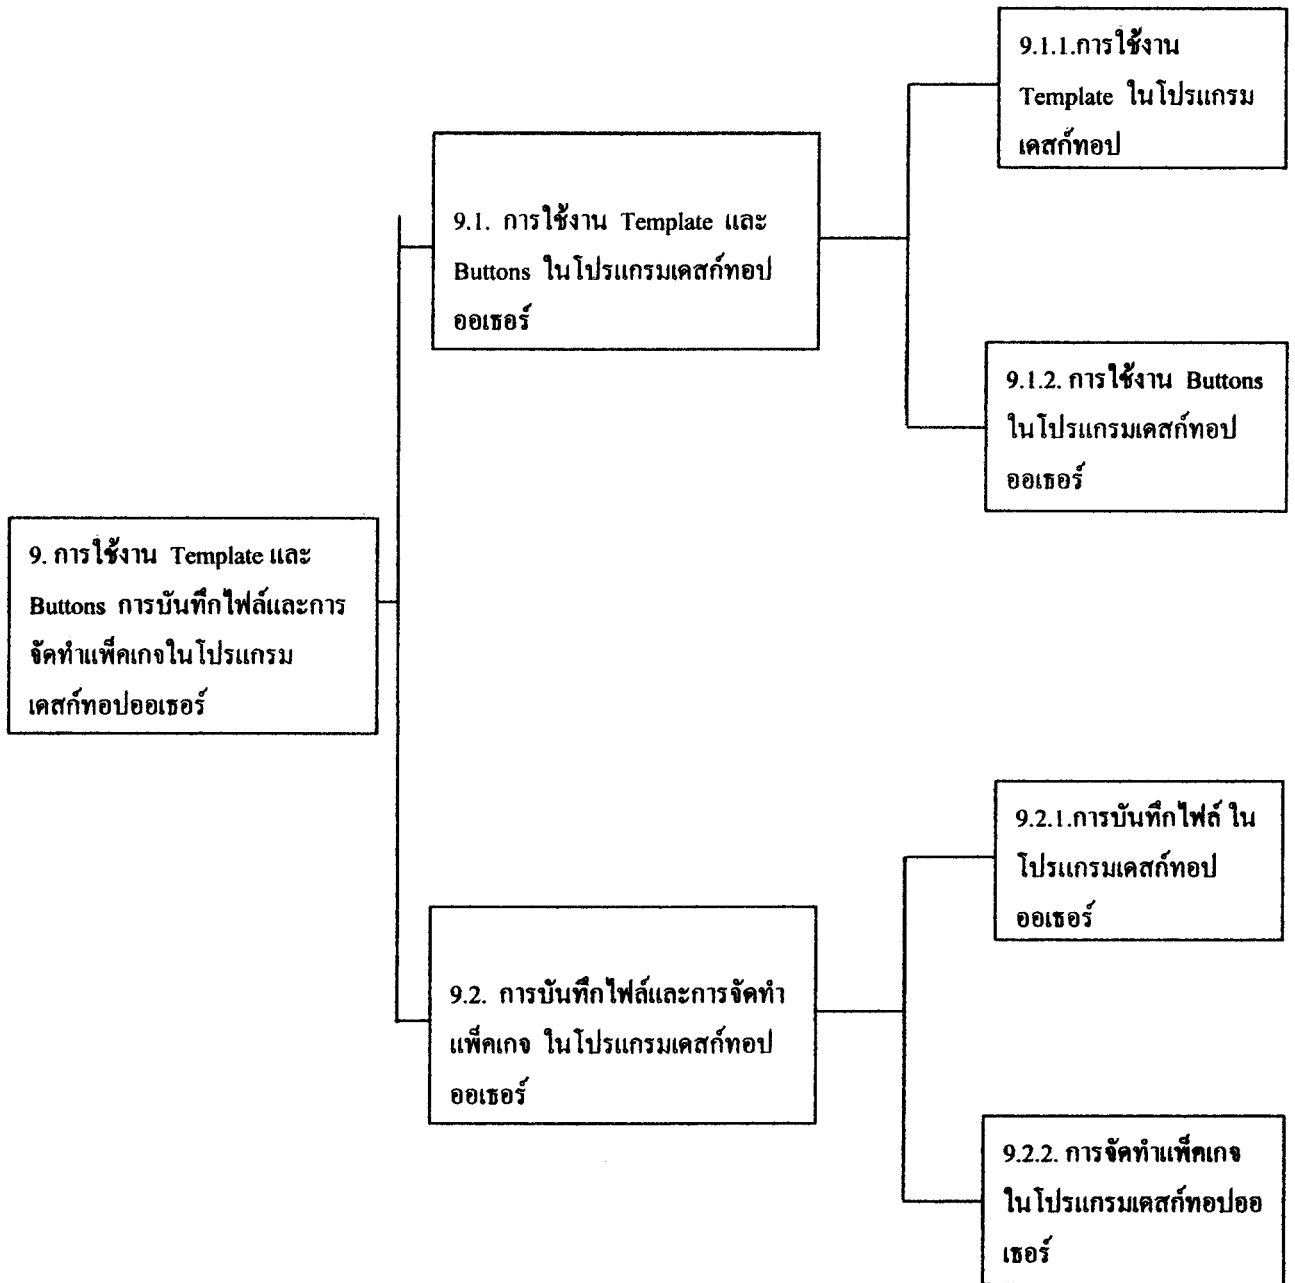 9.1.1.การใช้งาน
Template ในโปรแกรม
เดสก์ทอป
9.1. การใช้งาน Template และ
Buttons ในโปรแกรมเดสก์ทอป
ออเธอร์
9.1.2. การใช้งาน Buttons
ในโปรแกรมเดสก์ทอป
ออเธอร์
9. การใช้งาน Template และ
Buttons การบันทึกไฟล์และการ
จัดทำแพ็คเกจในโปรแกรม
เดสก์ทอปออเธอร์
9.2.1.การบันทึกไฟล์ ใน
โปรแกรมเดสก์ทอป
ออเธอร์
9.2. การบันทึกไฟล์และการจัดทำ
แพ็คเกจ ในโปรแกรมเดสก์ทอป
ออเธอร์
9.2.2. การจัดทำแพ็คเกจ
ในโปรแกรมเดสก์ทอปออ
เธอร์